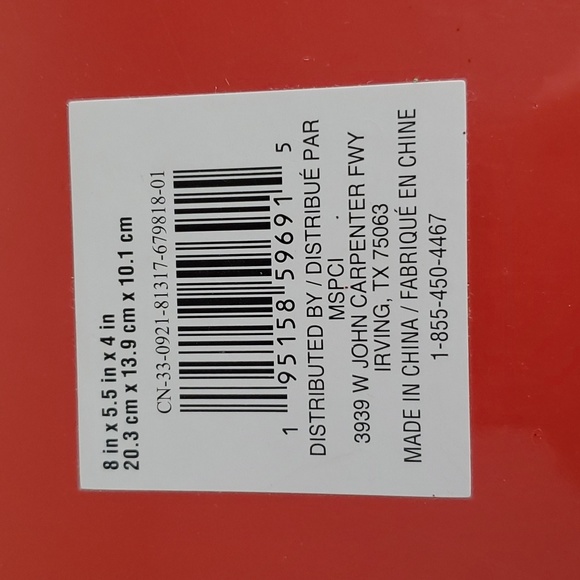 8 in x 5.5 in x 4 in
20.3 cm x 13.9 cm x 10.1 cm
CN-33-0921-81317-679818-01
1 95158 59691 5
DISTRIBUTED BY / DISTRIBUÉ PAR
MSPCI
3939 W JOHN CARPENTER FWY
IRVING, TX 75063
MADE IN CHINA / FABRIQUÉ EN CHINE
1-855-450-4467